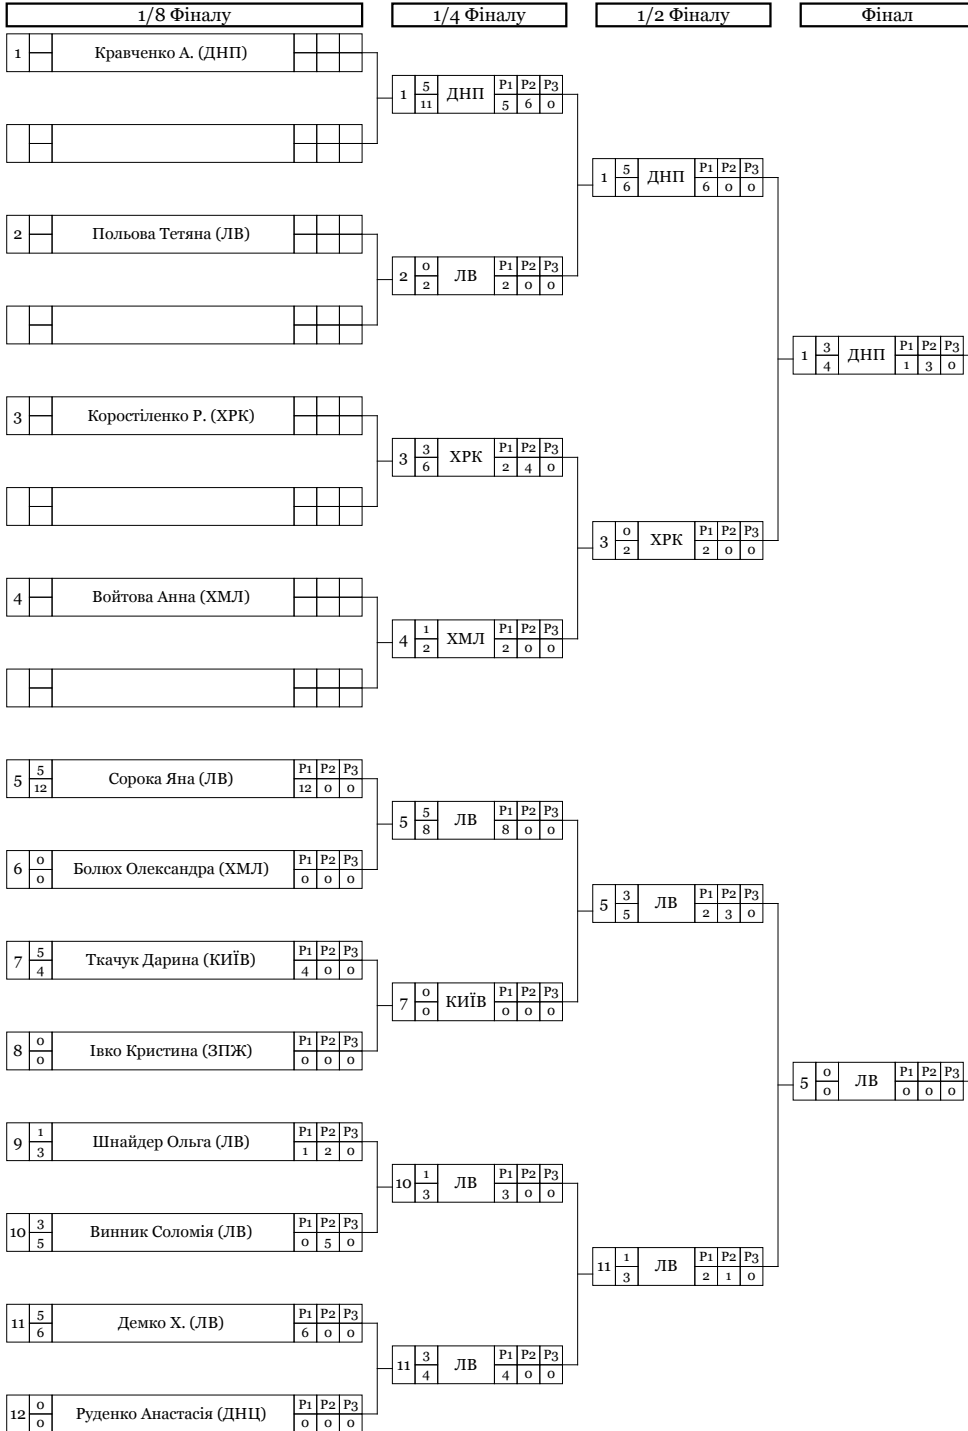 1/8 Фіналу 1/4 Фіналу 1/2 Фіналу Фінал
1 Кравченко А. (ДНП)
1 5 11 ДНП P1 P2 P3 5 6 0
1 5 6 ДНП P1 P2 P3 6 0 0
2 Польова Тетяна (ЛВ)
2 0 2 ЛВ P1 P2 P3 2 0 0
1 3 4 ДНП P1 P2 P3 1 3 0
3 Коростіленко Р. (ХРК)
3 3 6 ХРК P1 P2 P3 2 4 0
3 0 2 ХРК P1 P2 P3 2 0 0
4 Войтова Анна (ХМЛ)
4 1 2 ХМЛ P1 P2 P3 2 0 0
5 5 12 Сорока Яна (ЛВ) P1 P2 P3 12 0 0
5 5 8 ЛВ P1 P2 P3 8 0 0
6 0 0 Болюх Олександра (ХМЛ) P1 P2 P3 0 0 0
5 3 5 ЛВ P1 P2 P3 2 3 0
7 5 4 Ткачук Дарина (КИЇВ) P1 P2 P3 4 0 0
7 0 0 КИЇВ P1 P2 P3 0 0 0
8 0 0 Івко Кристина (ЗПЖ) P1 P2 P3 0 0 0
5 0 0 ЛВ P1 P2 P3 0 0 0
9 1 3 Шнайдер Ольга (ЛВ) P1 P2 P3 1 2 0
10 1 3 ЛВ P1 P2 P3 3 0 0
10 3 5 Винник Соломія (ЛВ) P1 P2 P3 0 5 0
11 1 3 ЛВ P1 P2 P3 2 1 0
11 5 6 Демко Х. (ЛВ) P1 P2 P3 6 0 0
11 3 4 ЛВ P1 P2 P3 4 0 0
12 0 0 Руденко Анастасія (ДНЦ) P1 P2 P3 0 0 0